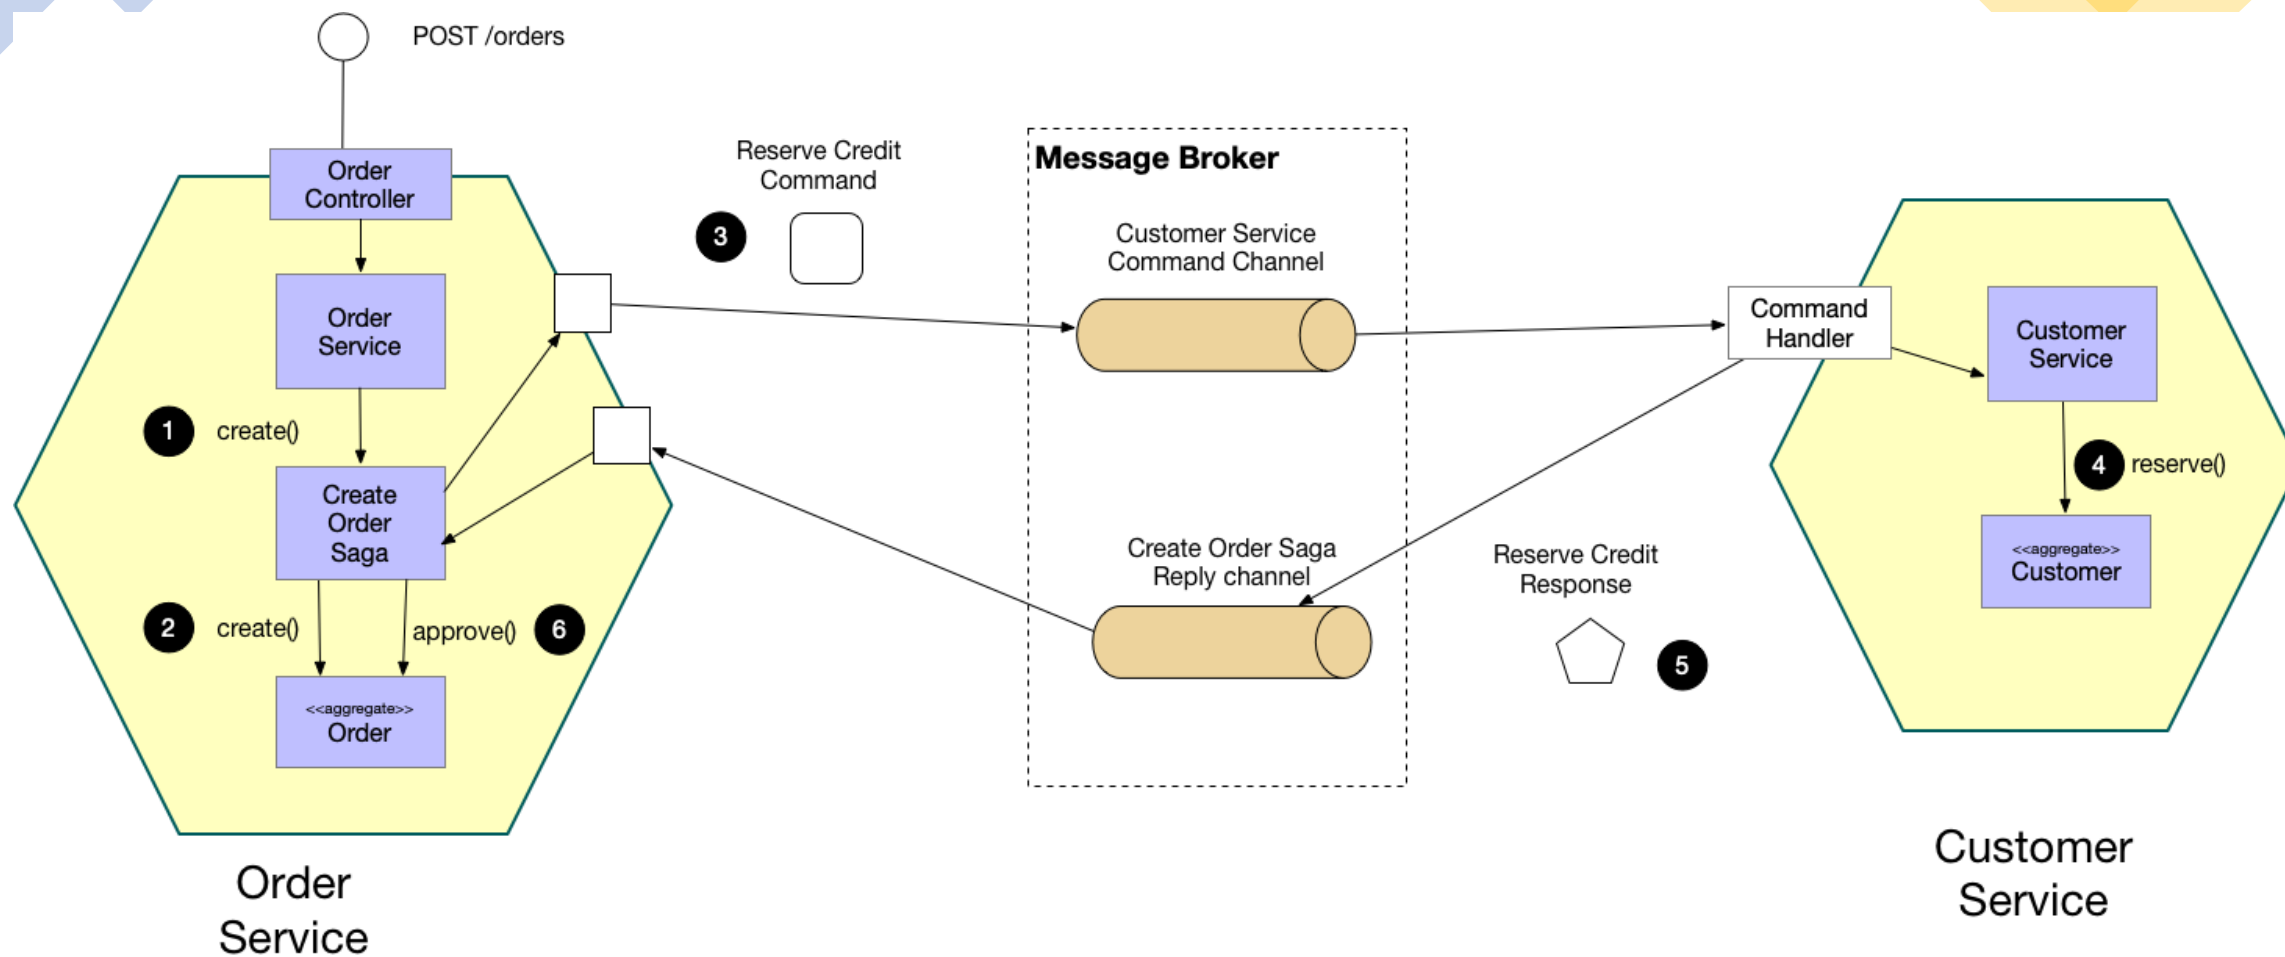 POST /orders
Order
Controller
Order
Service
1
create()
Create
Order
Saga
2
create()
approve()
6
<<aggregate>>
Order
Order
Service
Reserve Credit
Command
3
Message Broker
Customer Service
Command Channel
Create Order Saga
Reply channel
Reserve Credit
Response
5
Command
Handler
Customer
Service
4
reserve()
<<aggregate>>
Customer
Customer
Service